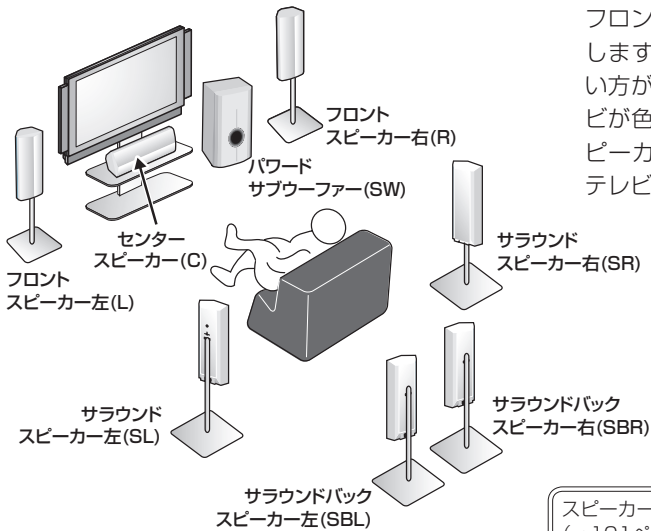 フロン
します
い方が
ビが色
ピーカ
テレビ
フロント
スピーカー右(R)
パワード
サブウーファー(SW)
センター
スピーカー(C)
フロント
スピーカー左(L)
サラウンド
スピーカー右(SR)
サラウンド
スピーカー左(SL)
サラウンドバック
スピーカー右(SBR)
サラウンドバック
スピーカー左(SBL)
スピーカー